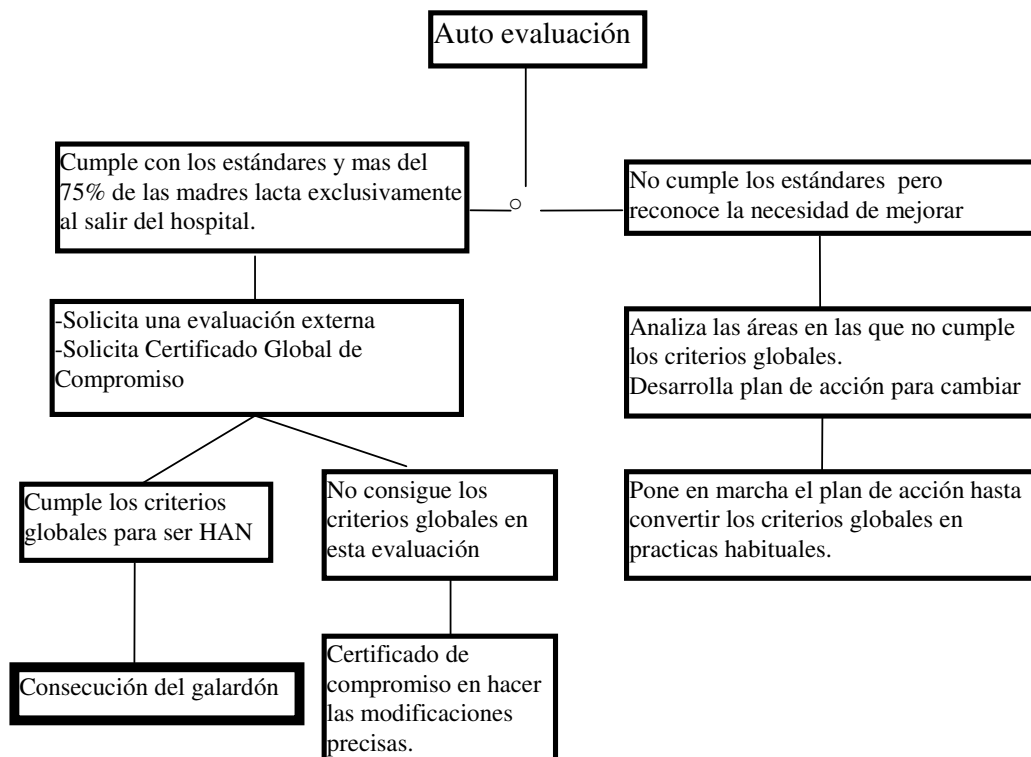 Auto evaluación
Cumple con los estándares y mas del
75% de las madres lacta exclusivamente
al salir del hospital.
○
No cumple los estándares pero
reconoce la necesidad de mejorar
-Solicita una evaluación externa
-Solicita Certificado Global de
Compromiso
Analiza las áreas en las que no cumple
los criterios globales.
Desarrolla plan de acción para cambiar
Cumple los criterios
globales para ser HAN
No consigue los
criterios globales en
esta evaluación
Pone en marcha el plan de acción hasta
convertir los criterios globales en
practicas habituales.
Consecución del galardón
Certificado de
compromiso en hacer
las modificaciones
precisas.